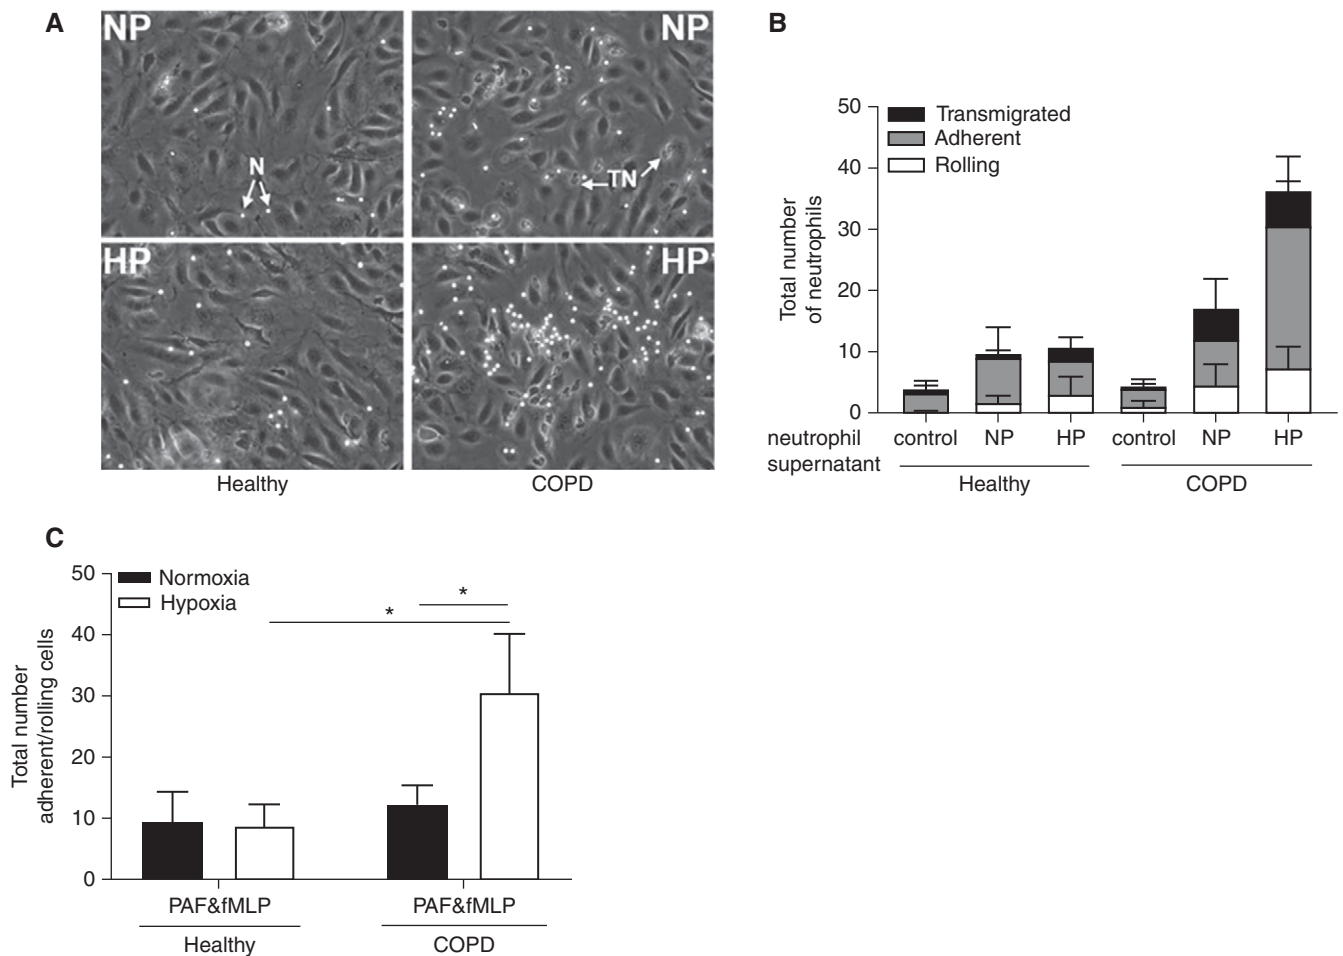 A
NP
NP
N
TN
HP
HP
Healthy
COPD
B
50
40
30
20
10
0
Total number
of neutrophils
Transmigrated
Adherent
Rolling
neutrophil
supernatant
control
NP
HP
control
NP
HP
Healthy
COPD
C
50
40
30
20
10
0
Total number
adherent/rolling cells
Normoxia
Hypoxia
*
*
PAF&fMLP
PAF&fMLP
Healthy
COPD